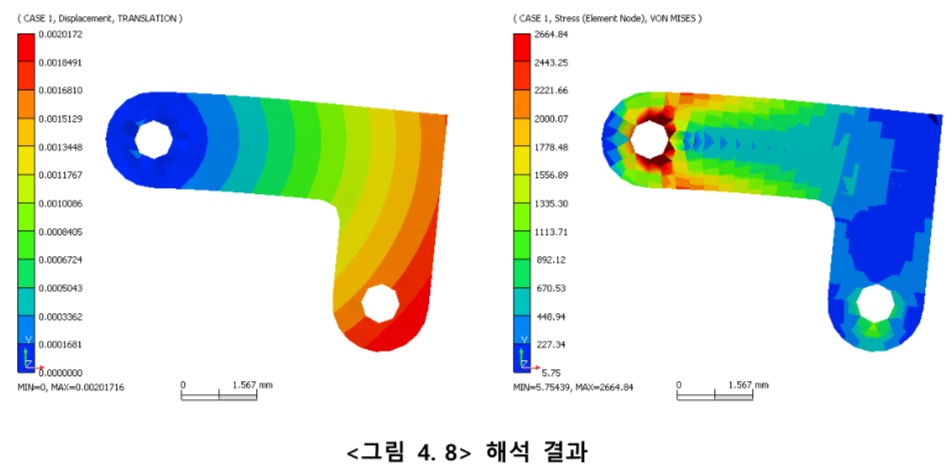 ( CASE 1, Displacement, TRANSLATION )
0.0020172
0.0018491
0.0016810
0.0015129
0.0013448
0.0011767
0.0010086
0.0008405
0.0006724
0.0005043
0.0003362
0.0001681
0.0000000
Y
Z
MIN=0, MAX=0.00201716
0 1.567 mm
( CASE 1, Stress (Element Node), VON MISES )
2664.84
2443.25
2221.66
2000.07
1778.48
1556.89
1335.30
1113.71
892.12
670.53
448.94
227.34
5.75
Y
Z
MIN=5.75439, MAX=2664.84
0 1.567 mm
<그림 4. 8> 해석 결과